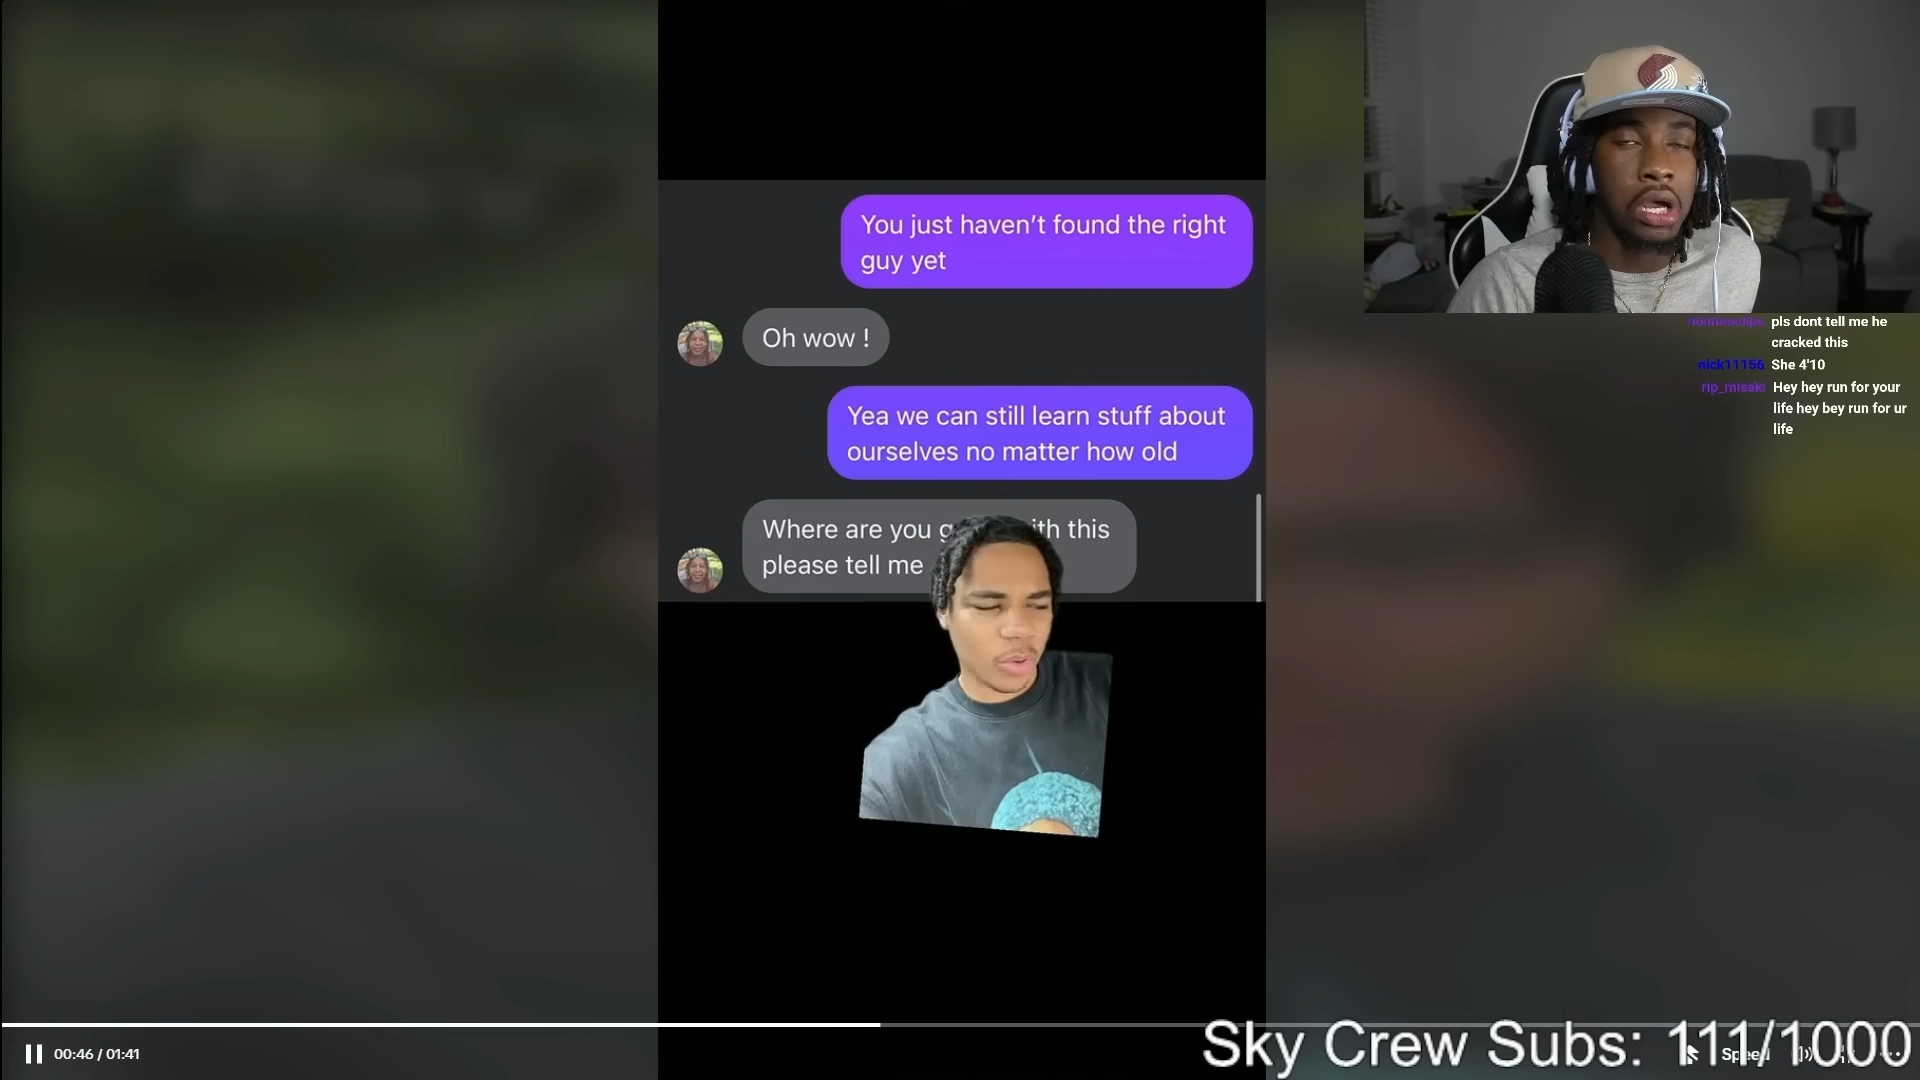 You just haven’t found the right
guy yet
Oh wow !
Yea we can still learn stuff about
ourselves no matter how old
Where are you with this
please tell me
pls dont tell me he
cracked this
nick11156 She 4'10
rip_misaki Hey hey run for your
life hey bey run for ur
life
00:46 / 01:41
Sky Crew Subs: 111/1000
Speed